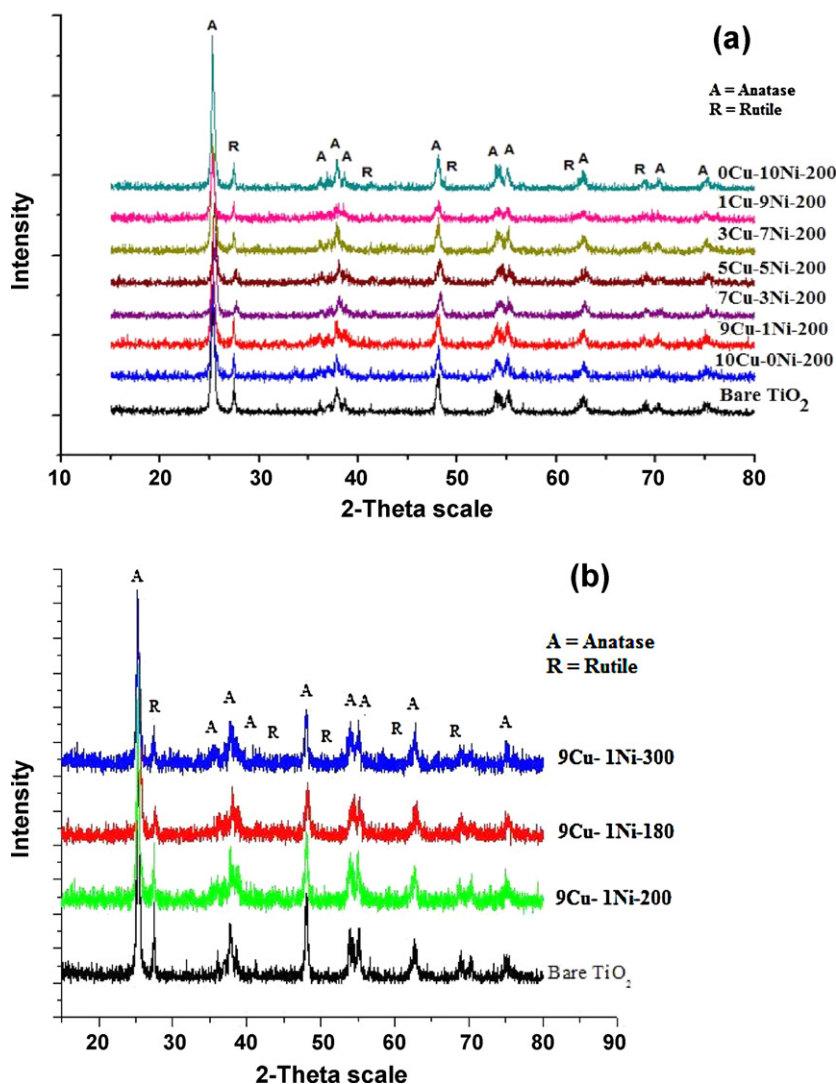 A
(a)
A = Anatase
R = Rutile
R
A
A
A
R
A
R
A
A
R
A
R
A
A
0Cu-10Ni-200
1Cu-9Ni-200
3Cu-7Ni-200
5Cu-5Ni-200
7Cu-3Ni-200
9Cu-1Ni-200
10Cu-0Ni-200
Bare TiO2
Intensity
10 20 30 40 50 60 70 80
2-Theta scale
(b)
A
A = Anatase
R = Rutile
R
A
A
A
R
A
R
A A
R
A
R
A
9Cu- 1Ni-300
9Cu- 1Ni-180
9Cu- 1Ni-200
Bare TiO2
Intensity
20 30 40 50 60 70 80 90
2-Theta scale